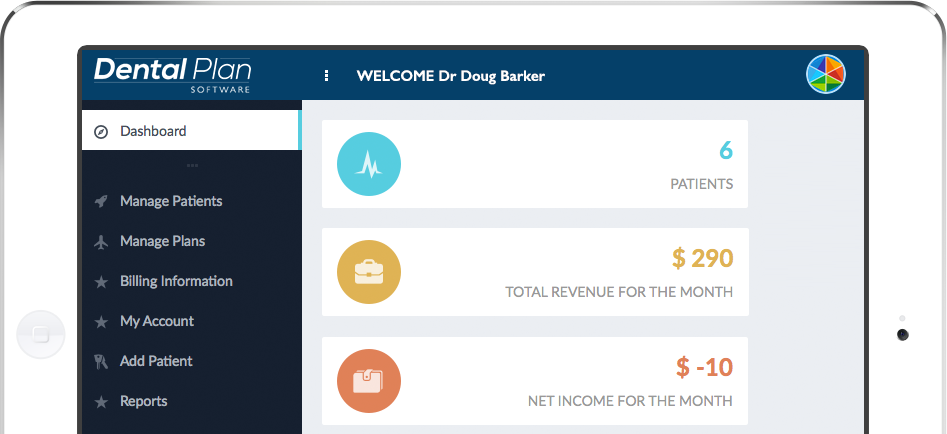 Dental Plan
SOFTWARE
WELCOME Dr Doug Barker
Dashboard
Manage Patients
Manage Plans
Billing Information
My Account
Add Patient
Reports
6
PATIENTS
$ 290
TOTAL REVENUE FOR THE MONTH
$ -10
NET INCOME FOR THE MONTH